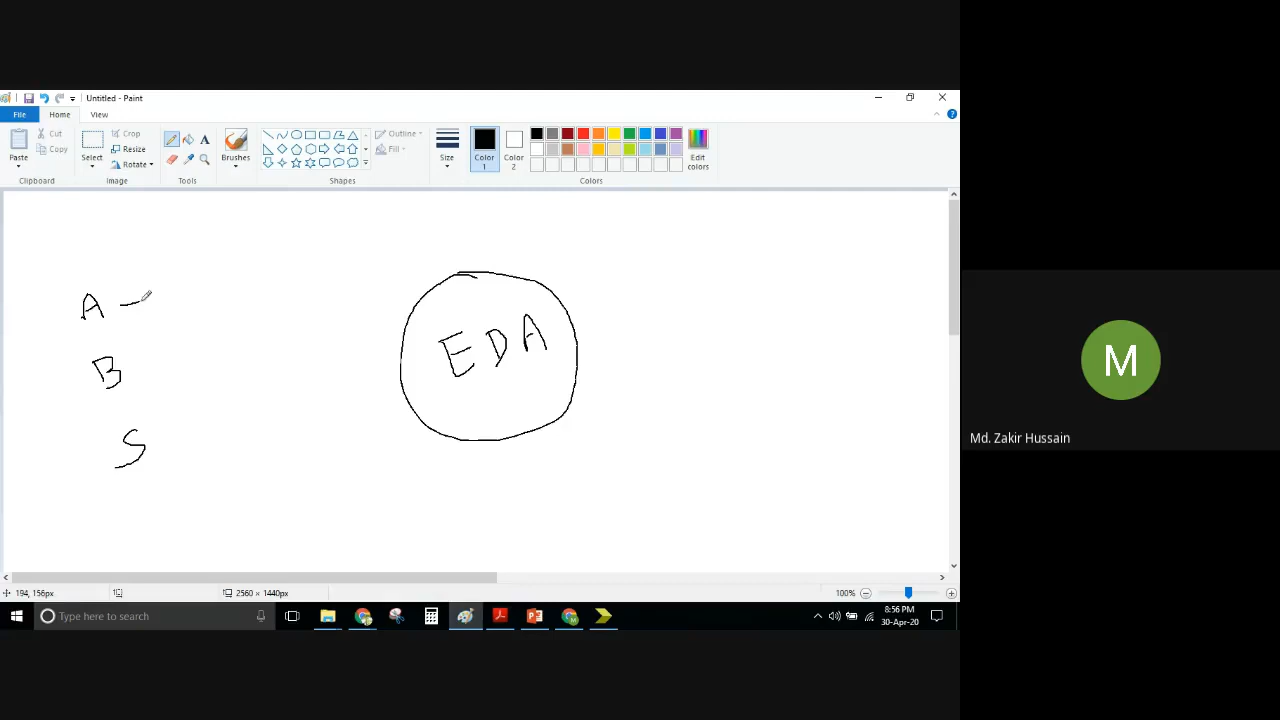 Untitled - Paint
File Home View
Paste
Cut
Copy
Clipboard
Select
Crop
Resize
Rotate
Image
Tools
Brushes
Shapes
Outline
Fill
Size
Color 1
Color 2
Edit colors
Colors
A -
B
S
EDA
M
Md. Zakir Hussain
194, 156px
2560 × 1440px
100%
Type here to search
8:56 PM
30-Apr-20